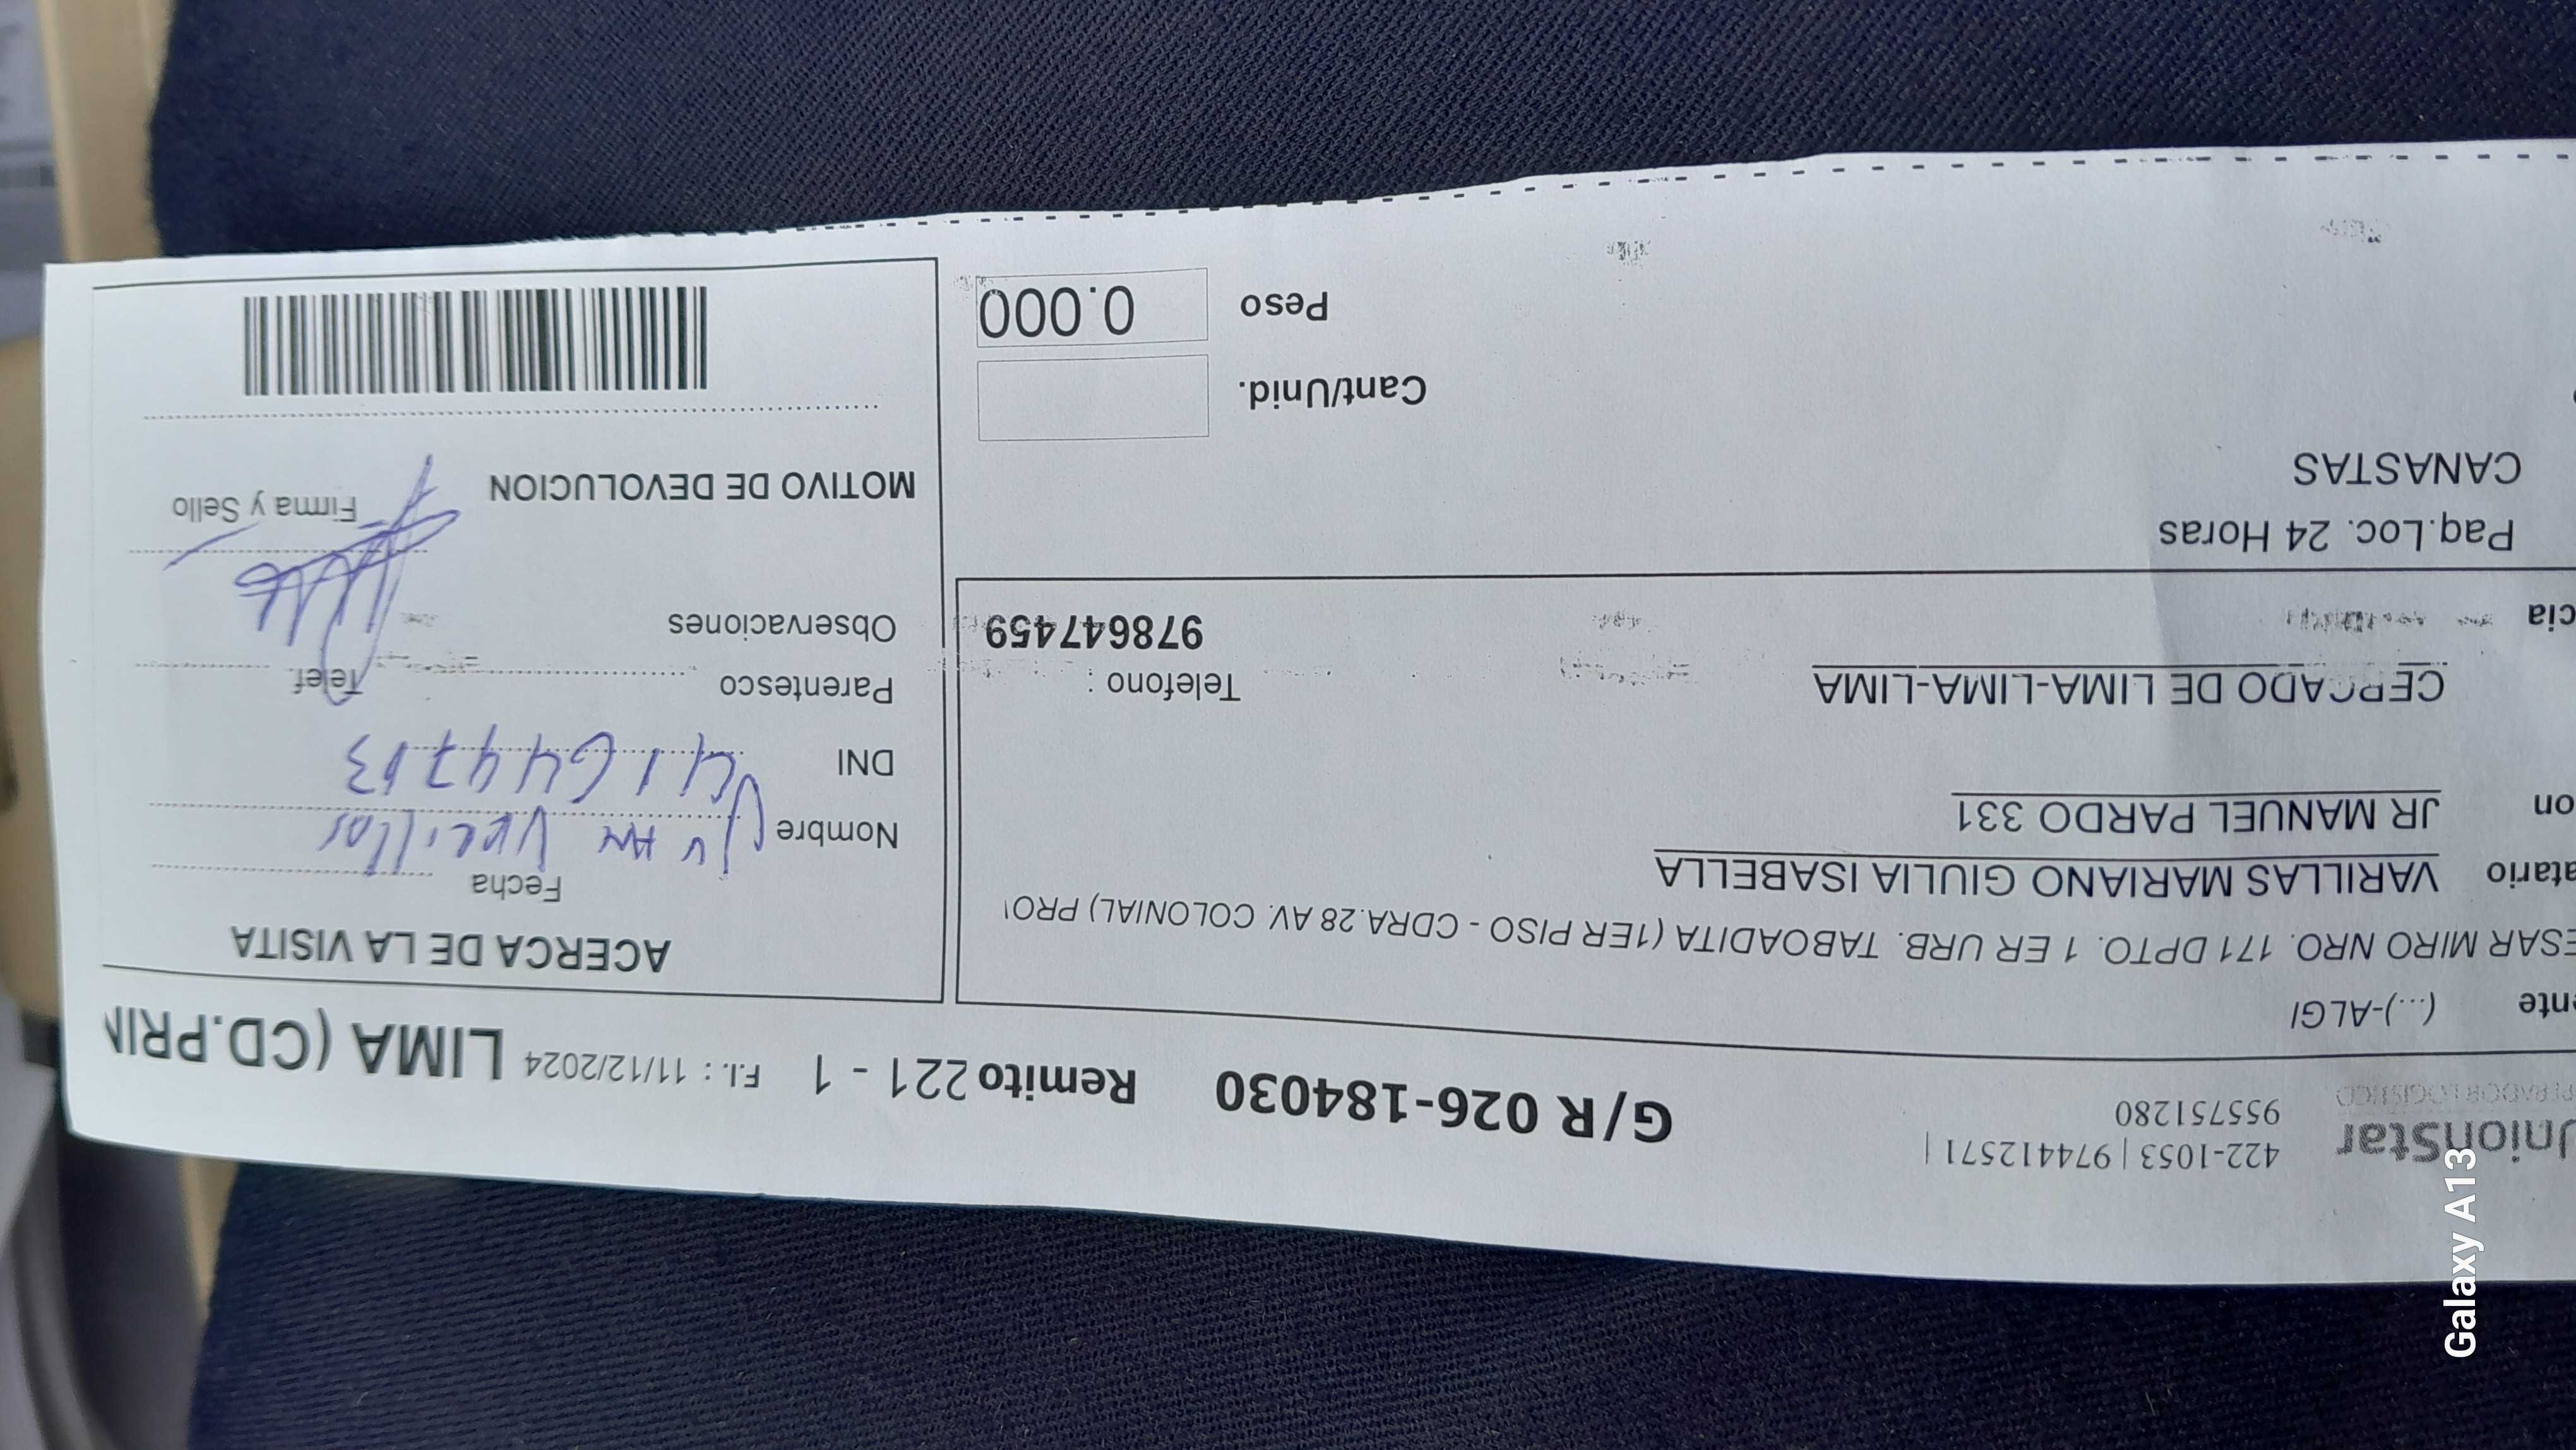 UnionStar
422-1053 | 974412571 |
955751280
G/R 026-184030
Remito 221 - 1
F.I. : 11/12/2024
LIMA (CD.PRIN
(...)-ALGI
ESAR MIRO NRO. 171 DPTO. 1 ER URB. TABOADITA (1ER PISO - CDRA.28 AV. COLONIAL) PRO
atario VARILLAS MARIANO GIULIA ISABELLA
on JR MANUEL PARDO 331
CERCADO DE LIMA-LIMA-LIMA
Telefono :
978647459
cia
Paq.Loc. 24 Horas
CANASTAS
Cant/Unid.
Peso 0.000
ACERCA DE LA VISITA
Fecha
Nombre
DNI
Parentesco
Telef.
Observaciones
Firma y Sello
MOTIVO DE DEVOLUCION
Galaxy A13